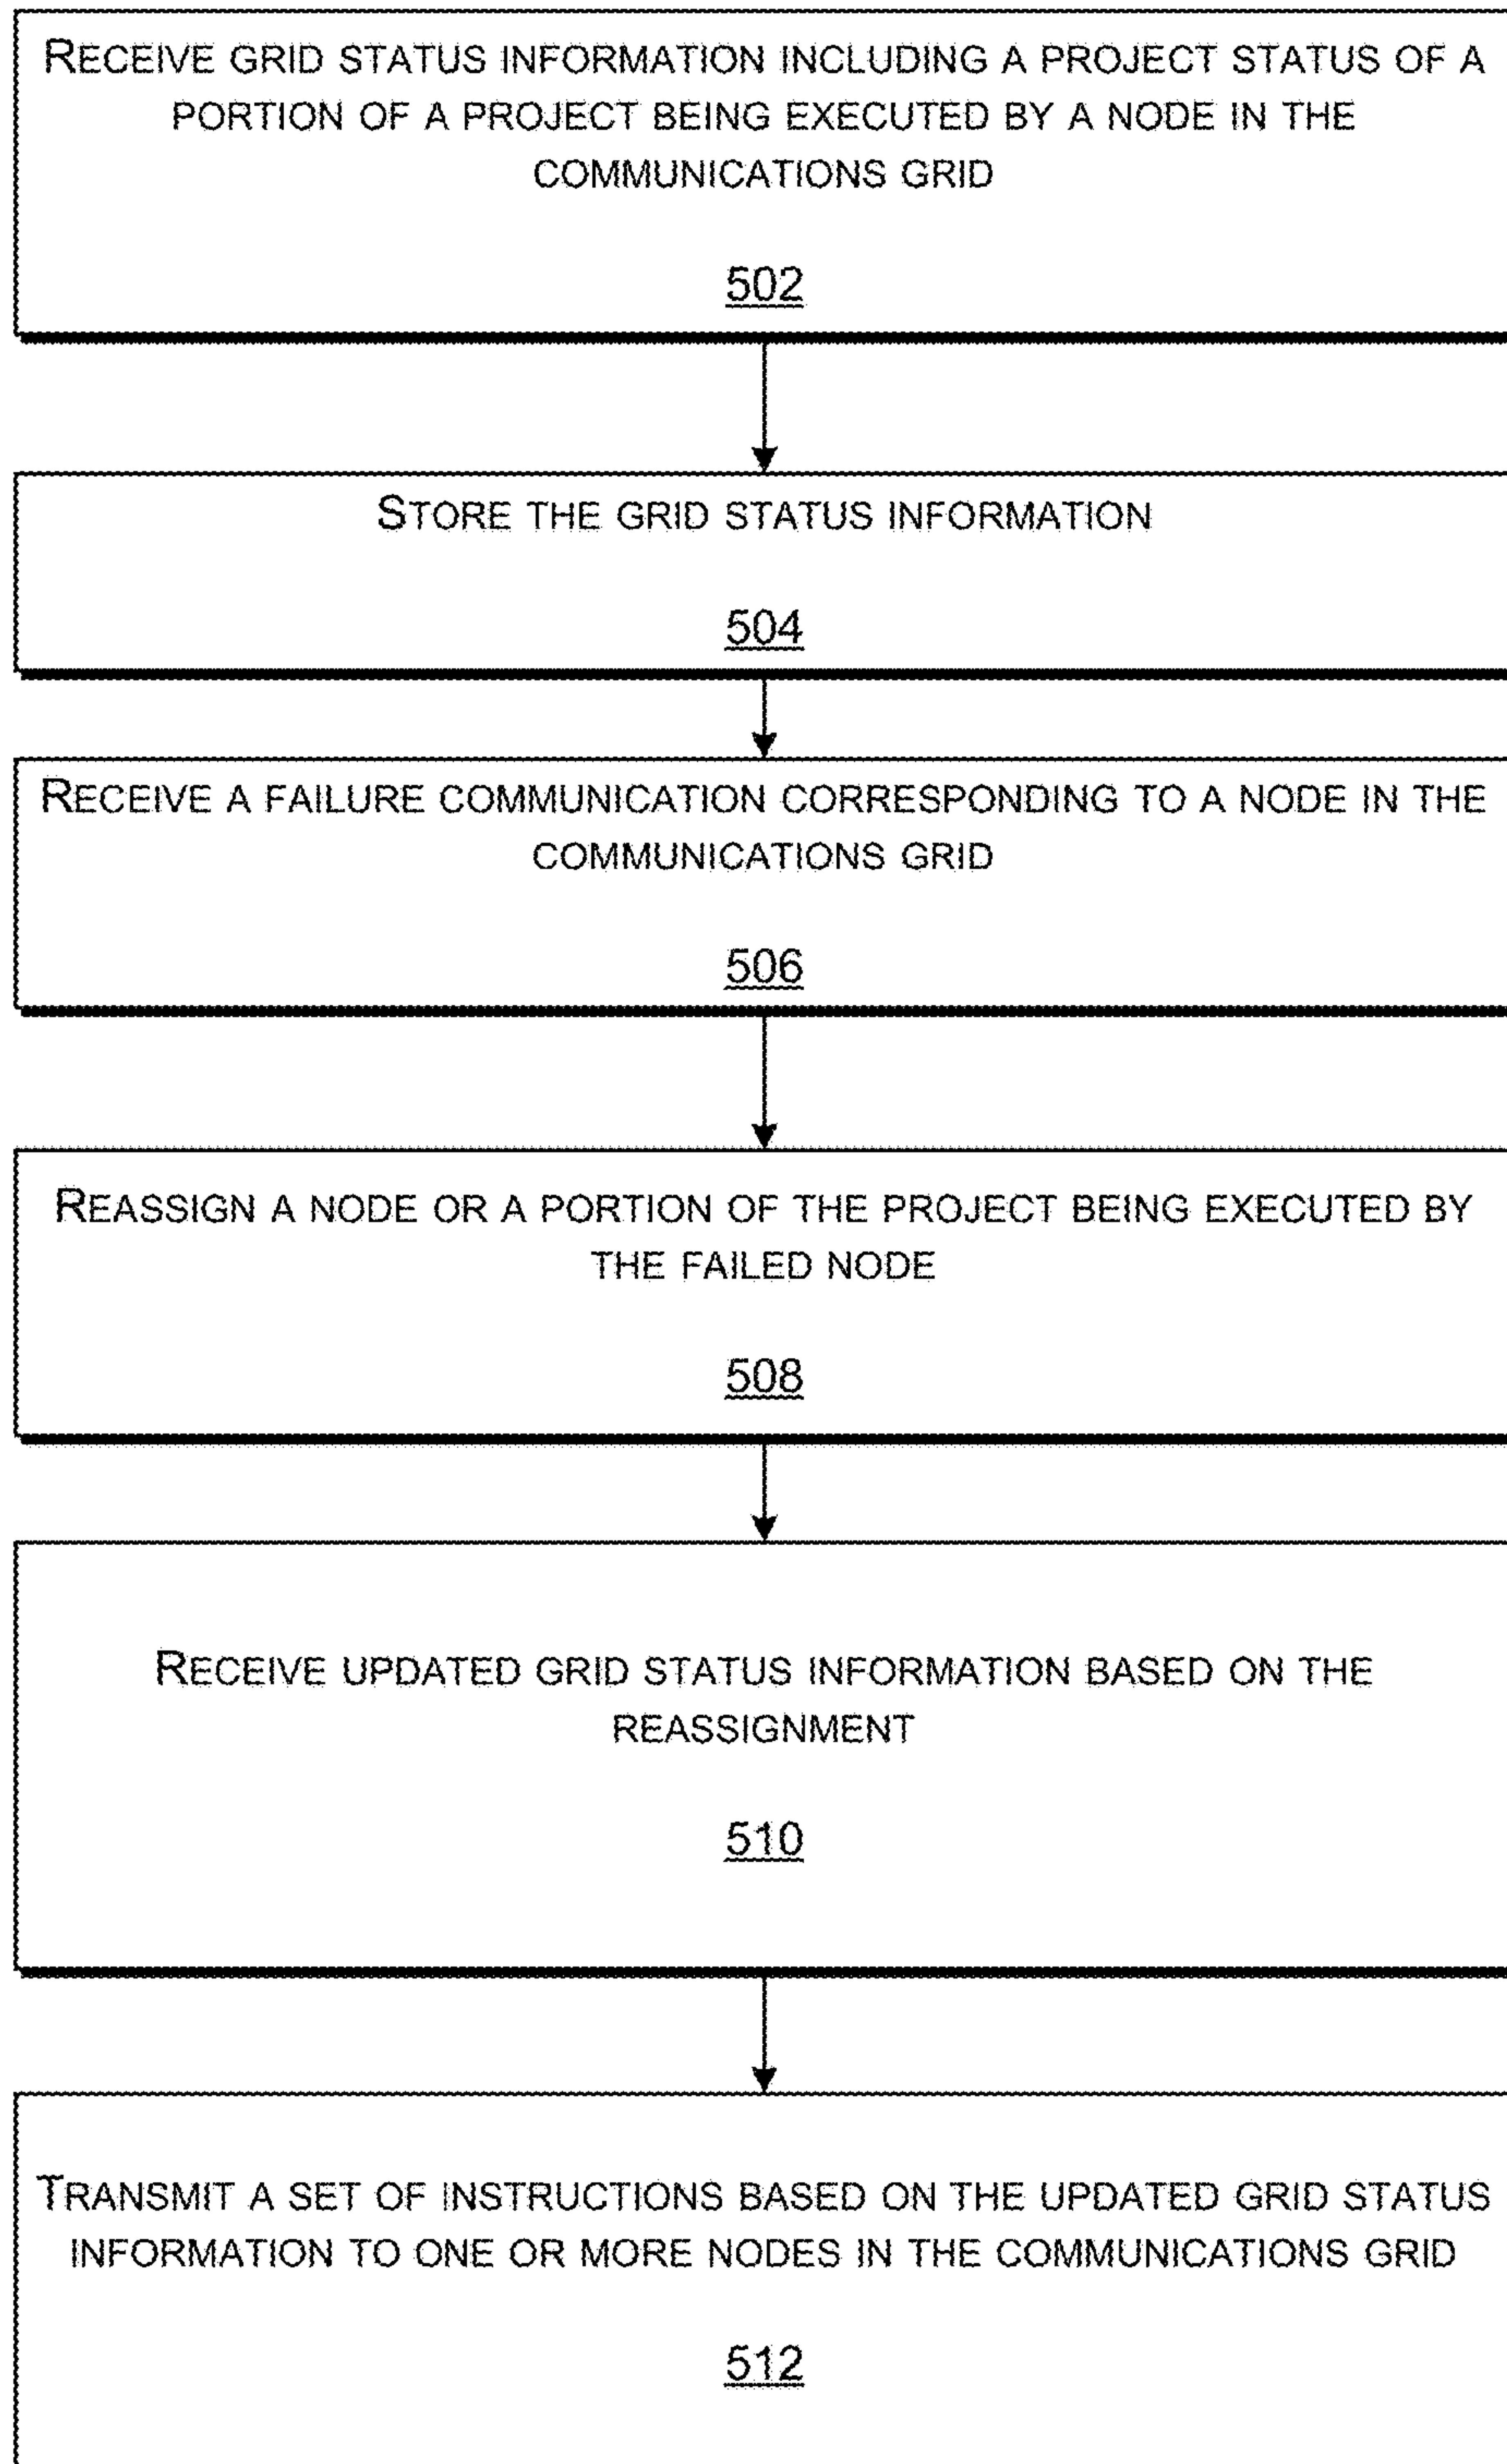 RECEIVE GRID STATUS INFORMATION INCLUDING A PROJECT STATUS OF A
PORTION OF A PROJECT BEING EXECUTED BY A NODE IN THE
COMMUNICATIONS GRID
502
STORE THE GRID STATUS INFORMATION
504
RECEIVE A FAILURE COMMUNICATION CORRESPONDING TO A NODE IN THE
COMMUNICATIONS GRID
506
REASSIGN A NODE OR A PORTION OF THE PROJECT BEING EXECUTED BY
THE FAILED NODE
508
RECEIVE UPDATED GRID STATUS INFORMATION BASED ON THE
REASSIGNMENT
510
TRANSMIT A SET OF INSTRUCTIONS BASED ON THE UPDATED GRID STATUS
INFORMATION TO ONE OR MORE NODES IN THE COMMUNICATIONS GRID
512